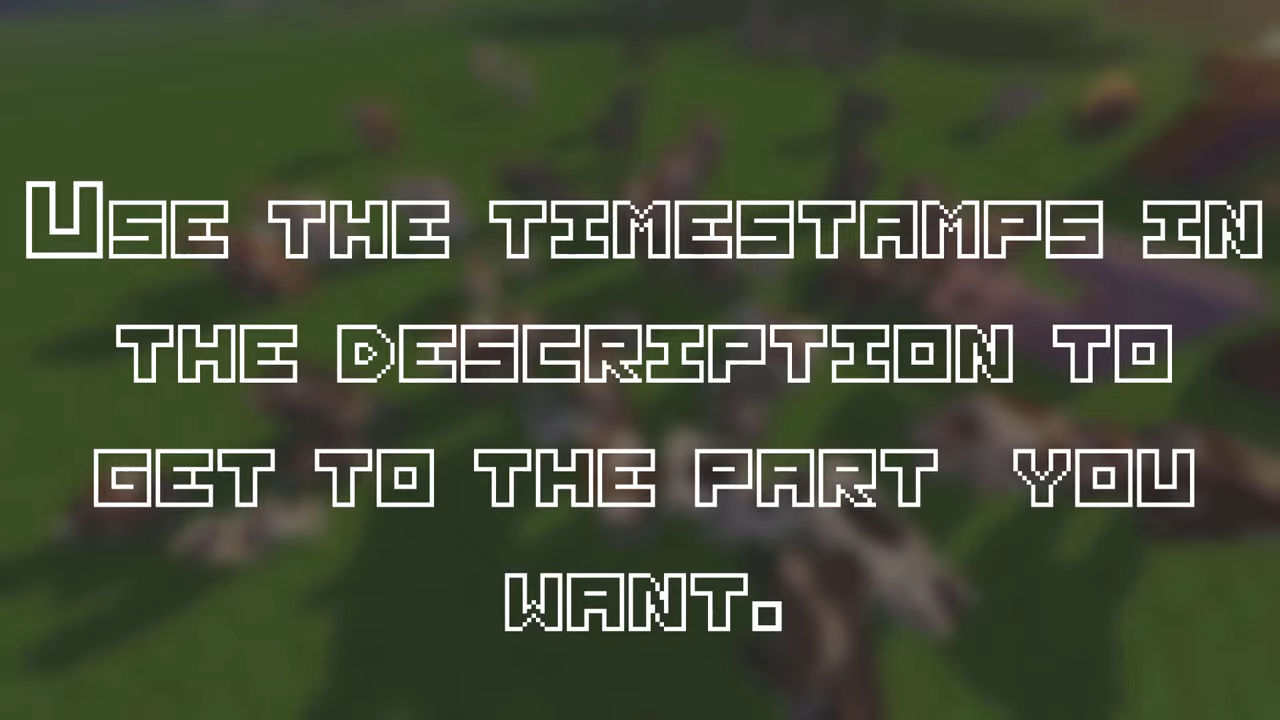 Use the timestamps in
the description to
get to the part you
want.